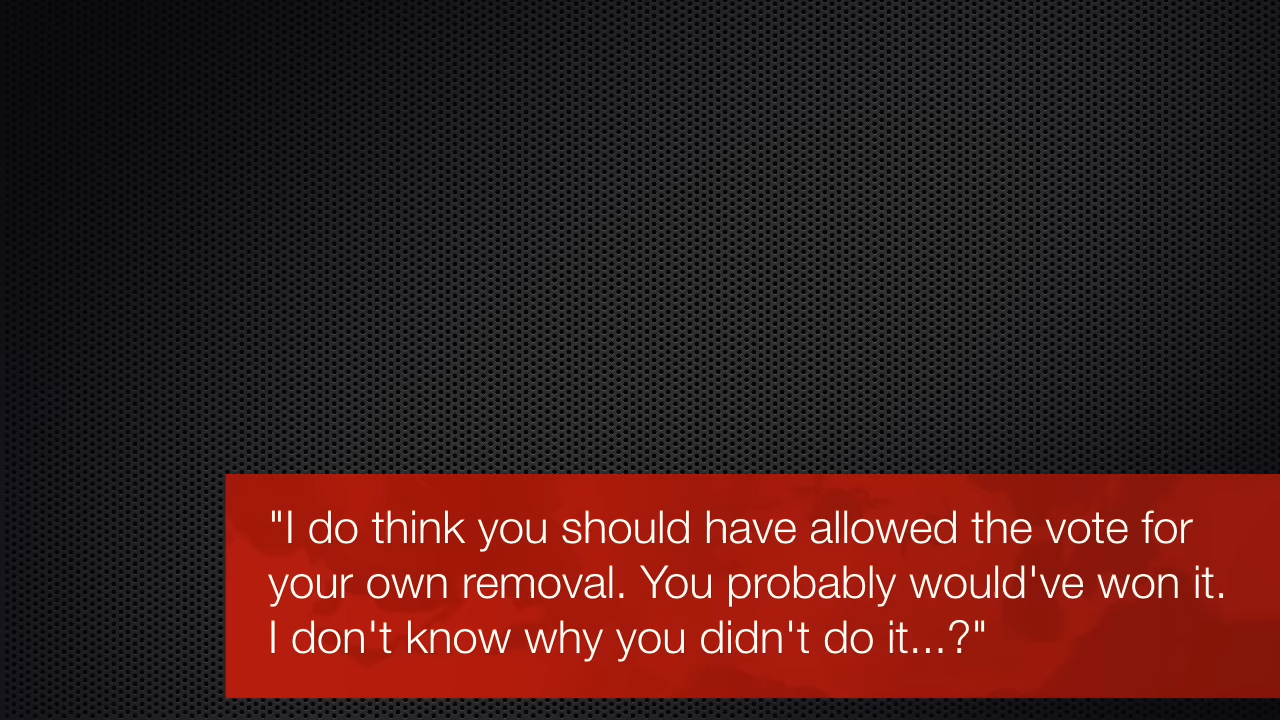 "I do think you should have allowed the vote for
your own removal. You probably would've won it.
I don't know why you didn't do it...?"